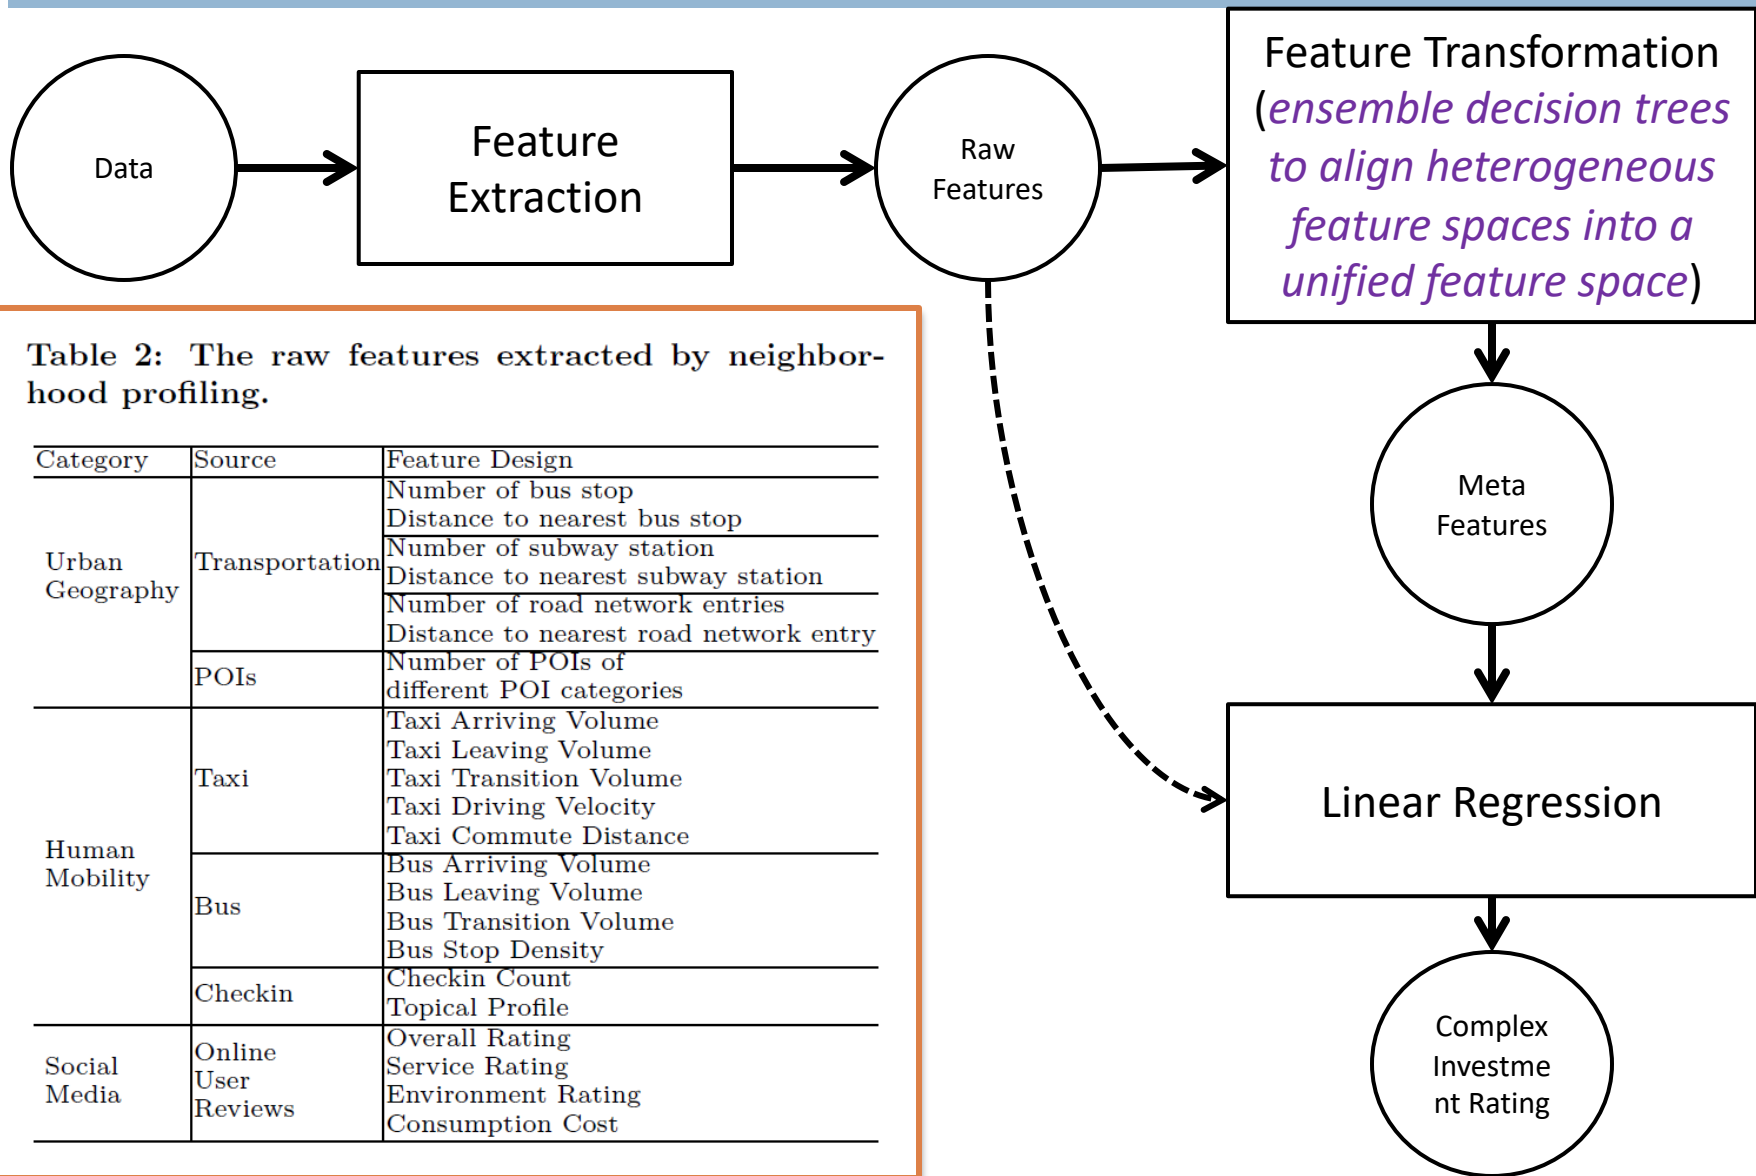 Data
Feature
Extraction
Raw
Features
Feature Transformation
(ensemble decision trees
to align heterogeneous
feature spaces into a
unified feature space)
Meta
Features
Linear Regression
Complex
Investme
nt Rating
Table 2: The raw features extracted by neighbor-
hood profiling.
Category Source Feature Design
Urban
Geography
Transportation
Number of bus stop
Distance to nearest bus stop
Number of subway station
Distance to nearest subway station
Number of road network entries
Distance to nearest road network entry
POIs
Number of POIs of
different POI categories
Human
Mobility
Taxi
Taxi Arriving Volume
Taxi Leaving Volume
Taxi Transition Volume
Taxi Driving Velocity
Taxi Commute Distance
Bus
Bus Arriving Volume
Bus Leaving Volume
Bus Transition Volume
Bus Stop Density
Checkin
Checkin Count
Topical Profile
Social
Media
Online
User
Reviews
Overall Rating
Service Rating
Environment Rating
Consumption Cost